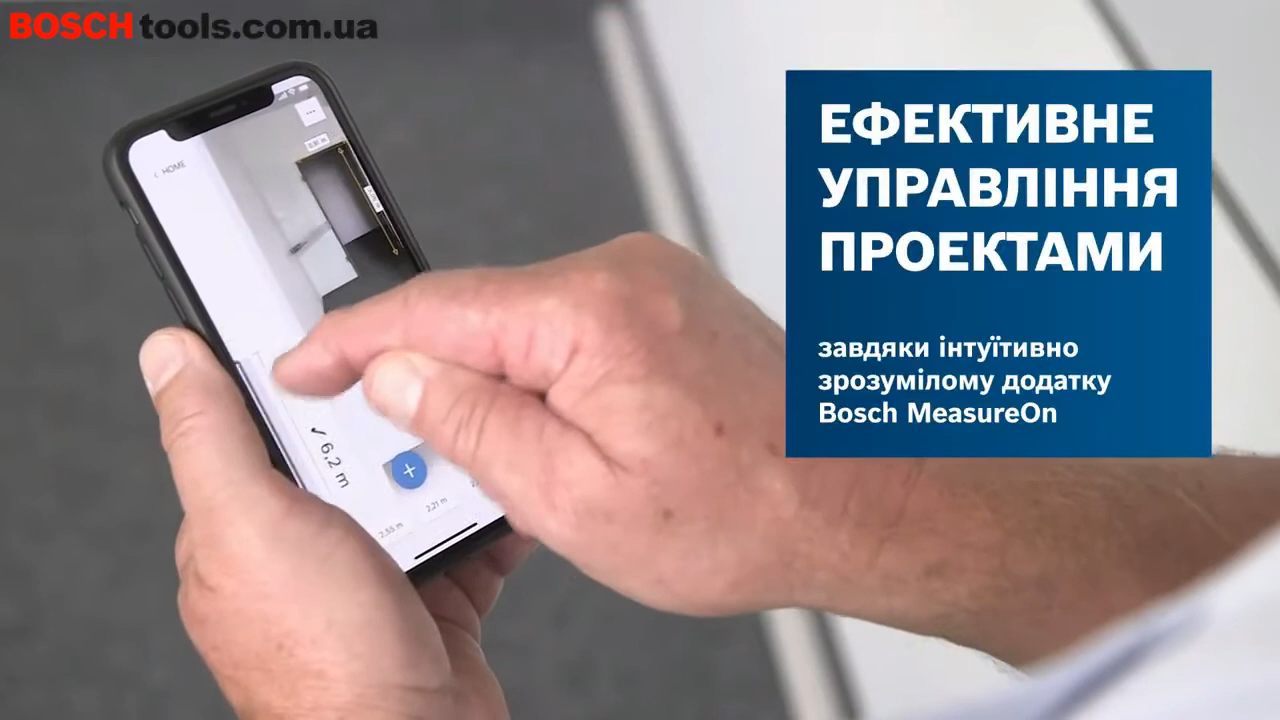 BOSCH tools.com.ua
ЕФЕКТИВНЕ
УПРАВЛІННЯ
ПРОЕКТАМИ
завдяки інтуїтивно
зрозумілому додатку
Bosch MeasureOn
‹ HOME
✓ 6,2 m
+
2,55 m
2,21 m